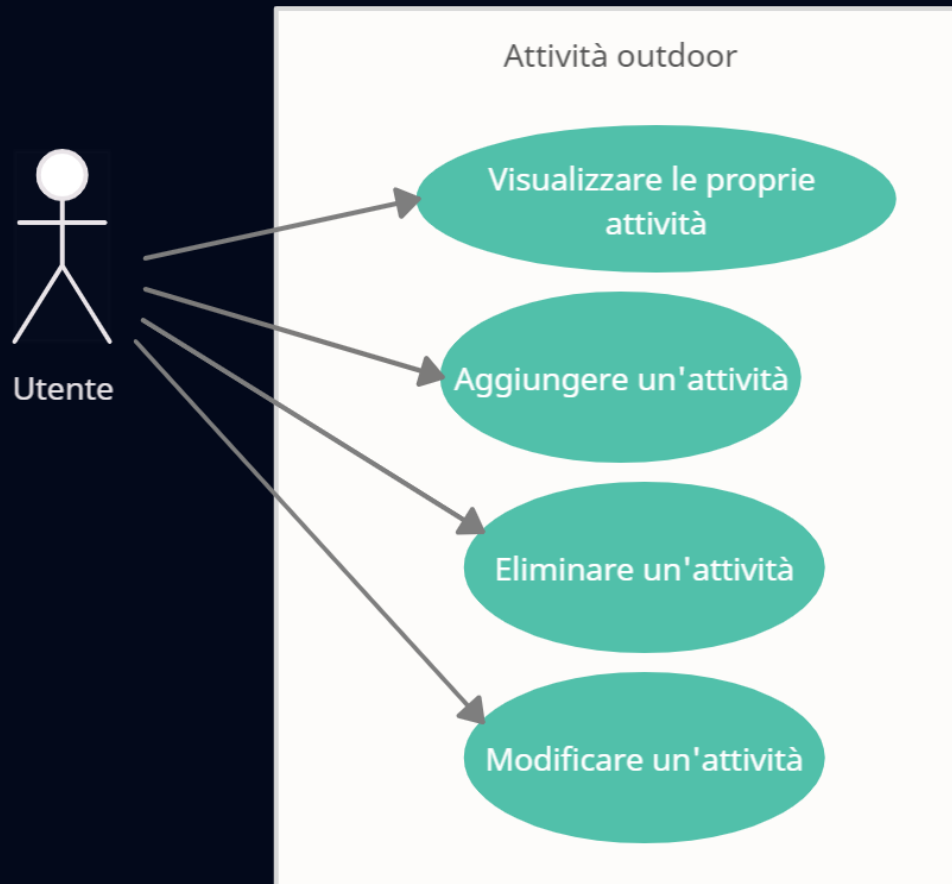 Attività outdoor
Visualizzare le proprie
attività
Utente
Aggiungere un'attività
Eliminare un'attività
Modificare un'attività